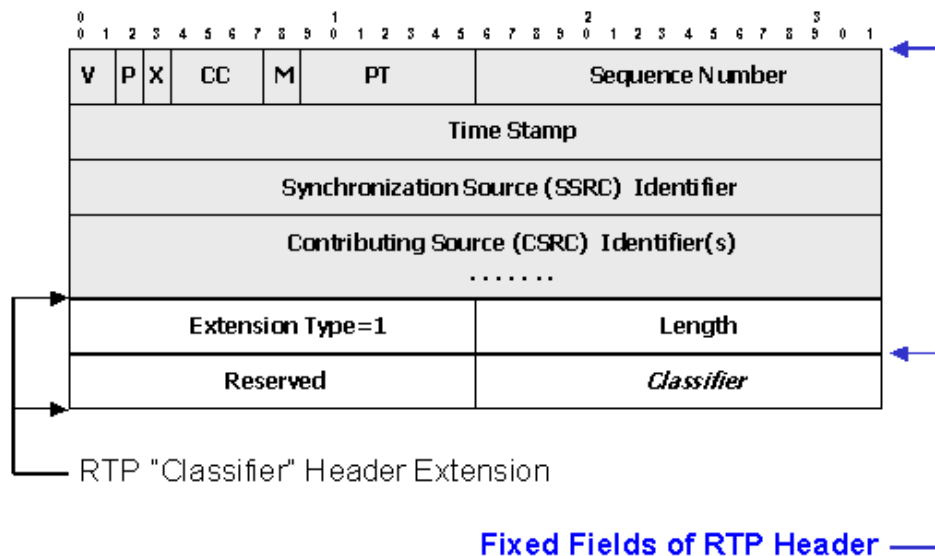 0 1 2 3
0 1 2 3 4 5 6 7 8 9 0 1 2 3 4 5 6 7 8 9 0 1 2 3 4 5 6 7 8 9 0 1
V P X CC M PT Sequence Number
Time Stamp
Synchronization Source (SSRC) Identifier
Contributing Source (CSRC) Identifier(s)
.......
Extension Type=1 Length
Reserved Classifier
RTP "Classifier" Header Extension
Fixed Fields of RTP Header